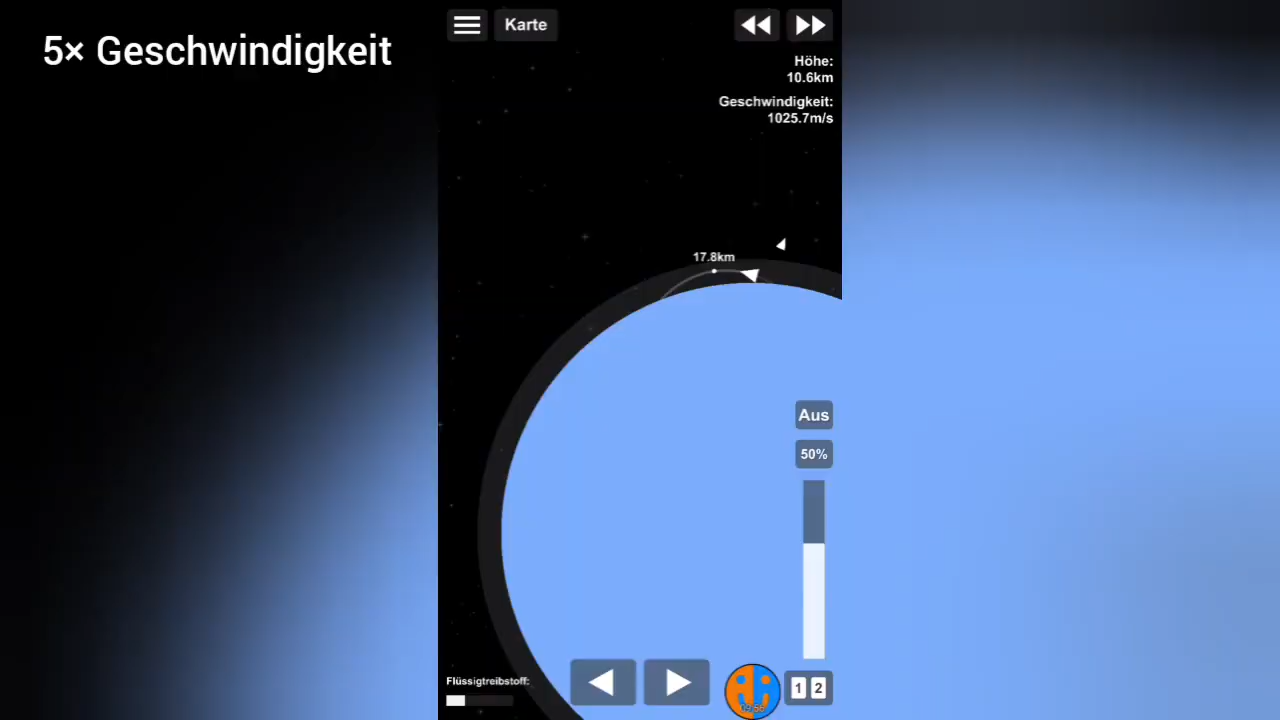 5× Geschwindigkeit
Karte
Höhe:
10.6km
Geschwindigkeit:
1025.7m/s
17.8km
Aus
50%
Flüssigtreibstoff:
1 2